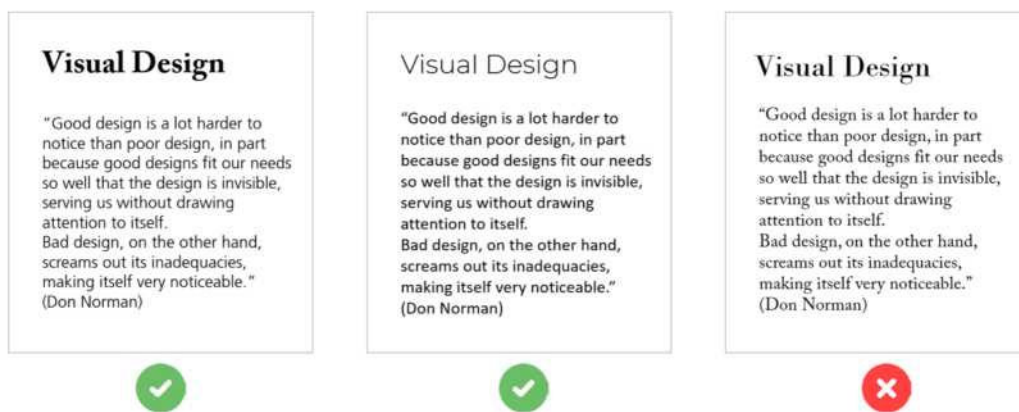 Visual Design
“Good design is a lot harder to
notice than poor design, in part
because good designs fit our needs
so well that the design is invisible,
serving us without drawing
attention to itself.
Bad design, on the other hand,
screams out its inadequacies,
making itself very noticeable.”
(Don Norman)
Visual Design
“Good design is a lot harder to
notice than poor design, in part
because good designs fit our needs
so well that the design is invisible,
serving us without drawing
attention to itself.
Bad design, on the other hand,
screams out its inadequacies,
making itself very noticeable.”
(Don Norman)
Visual Design
“Good design is a lot harder to
notice than poor design, in part
because good designs fit our needs
so well that the design is invisible,
serving us without drawing
attention to itself.
Bad design, on the other hand,
screams out its inadequacies,
making itself very noticeable.”
(Don Norman)